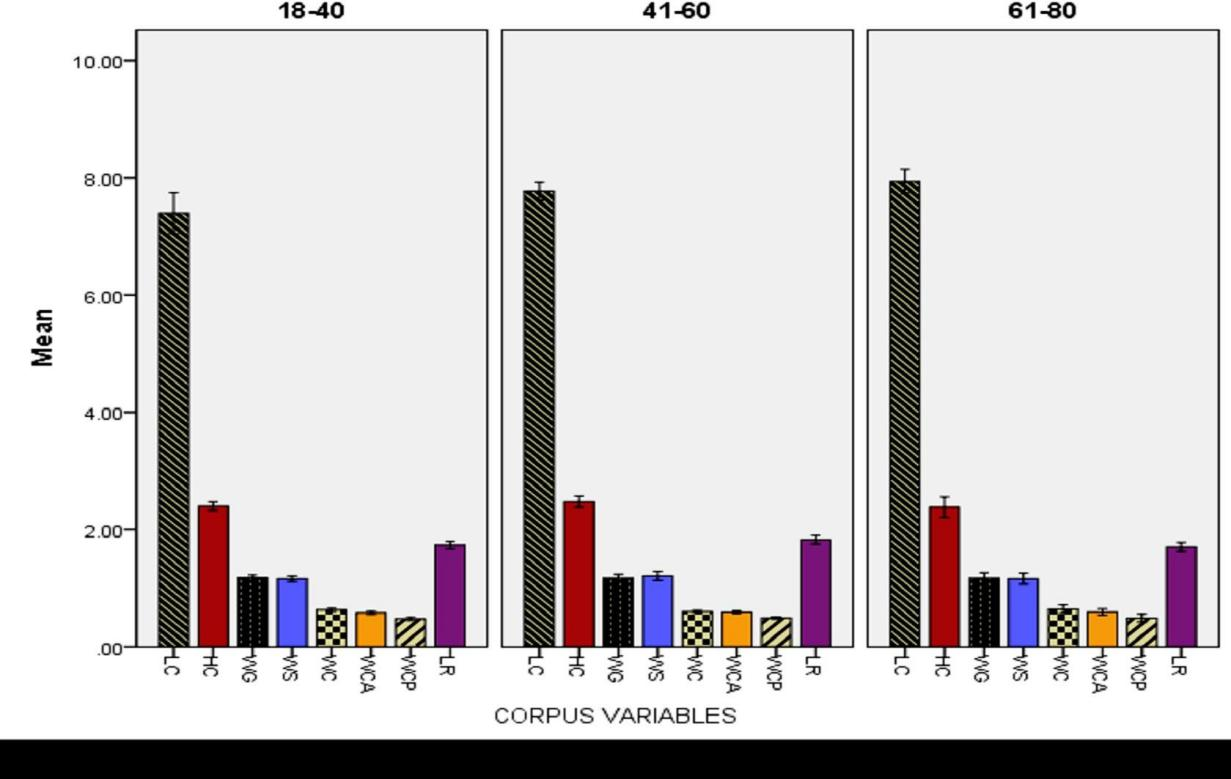 18-40 41-60 61-80
10.00
8.00
6.00
4.00
2.00
.00
Mean
LC HC WG WS WC WCA WCP LR LC HC WG WS WC WCA WCP LR LC HC WG WS WC WCA WCP LR
CORPUS VARIABLES